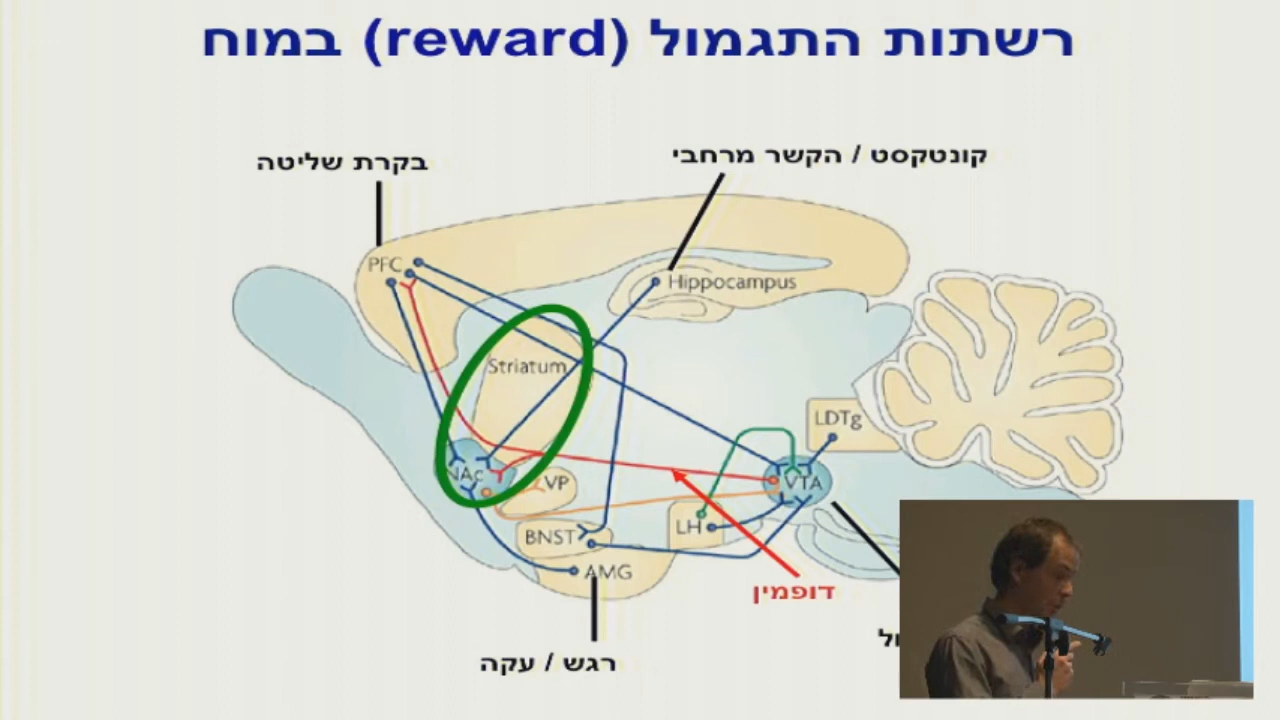 רשתות התגמול (reward) במוח
קונטקסט / הקשר מרחבי
בקרת שליטה
PFC
Hippocampus
Striatum
LDTg
NAc
VP
VTA
BNST
LH
AMG
דופמין
רגש / עקה